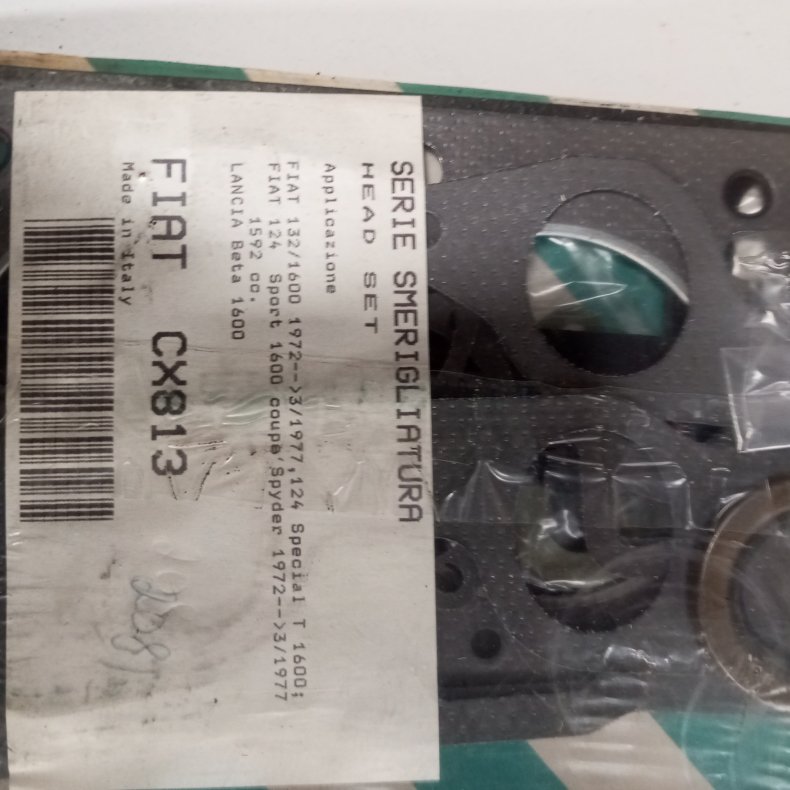 SERIE SMERIGLIATURA
HEAD SET
Applicazione
FIAT 132/1600 1972-->3/1977,124 Special T 1600;
FIAT 124 Sport 1600 coupe'Spyder 1972-->3/1977
1592 cc.
LANCIA Beta 1600
FIAT CX813
Made in Italy